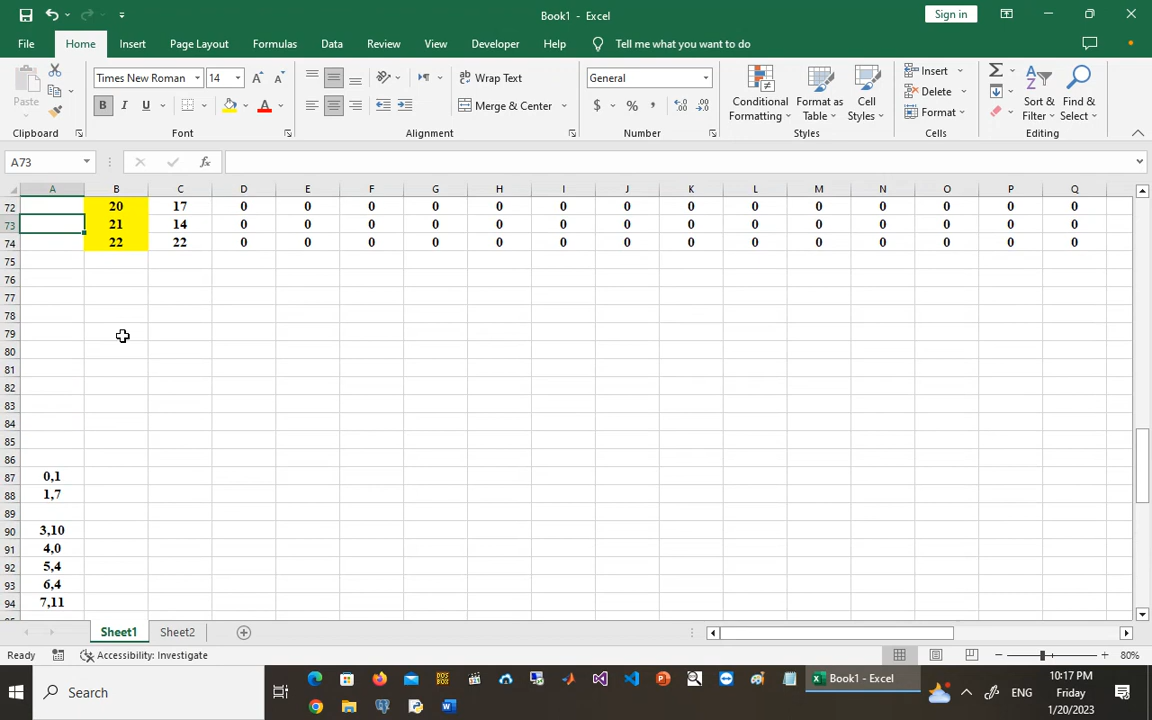 Book1 - Excel
Sign in
File Home Insert Page Layout Formulas Data Review View Developer Help Tell me what you want to do
Paste
Times New Roman 14
B I U A
Wrap Text
Merge & Center
General
$ % ,
Conditional Formatting
Format as Table
Cell Styles
Insert
Delete
Format
Sort & Filter
Find & Select
Clipboard Font Alignment Number Styles Cells Editing
A73 fx
A B C D E F G H I J K L M N O P Q
72 20 17 0 0 0 0 0 0 0 0 0 0 0 0 0 0
73 21 14 0 0 0 0 0 0 0 0 0 0 0 0 0 0
74 22 22 0 0 0 0 0 0 0 0 0 0 0 0 0 0
75
76
77
78
79
80
81
82
83
84
85
86
87 0,1
88 1,7
89
90 3,10
91 4,0
92 5,4
93 6,4
94 7,11
Sheet1 Sheet2
Ready Accessibility: Investigate 80%
Search
Book1 - Excel
ENG
10:17 PM
Friday
1/20/2023